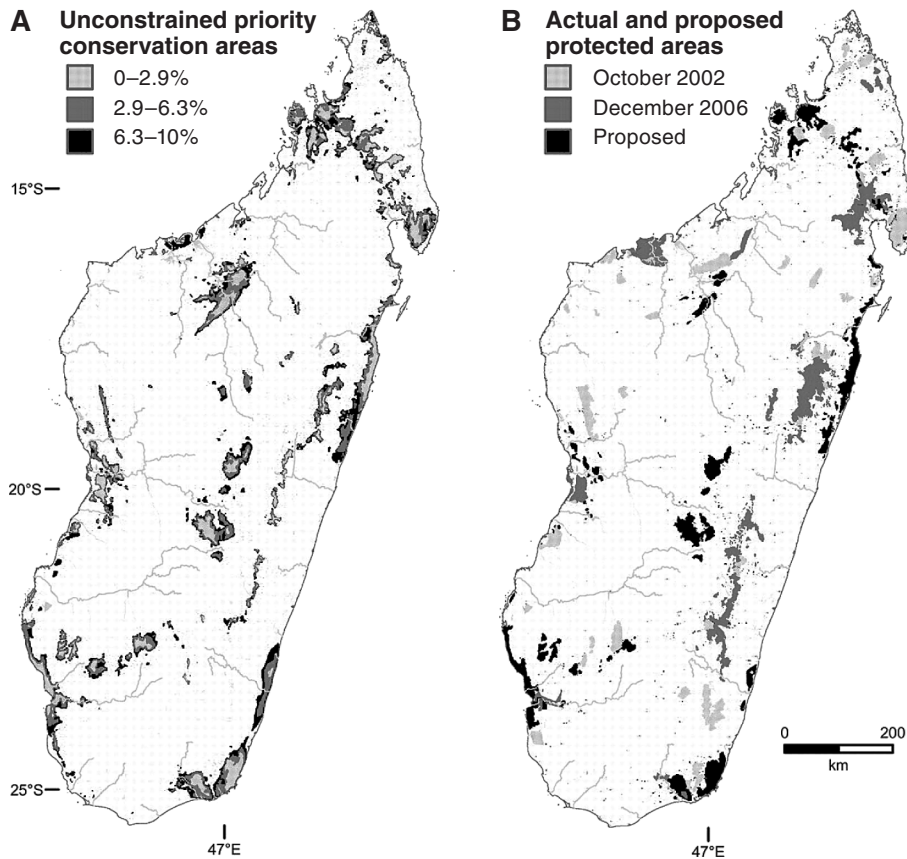 A Unconstrained priority
conservation areas
0–2.9%
2.9–6.3%
6.3–10%
B Actual and proposed
protected areas
October 2002
December 2006
Proposed
15°S
20°S
25°S
47°E
47°E
0 200
km